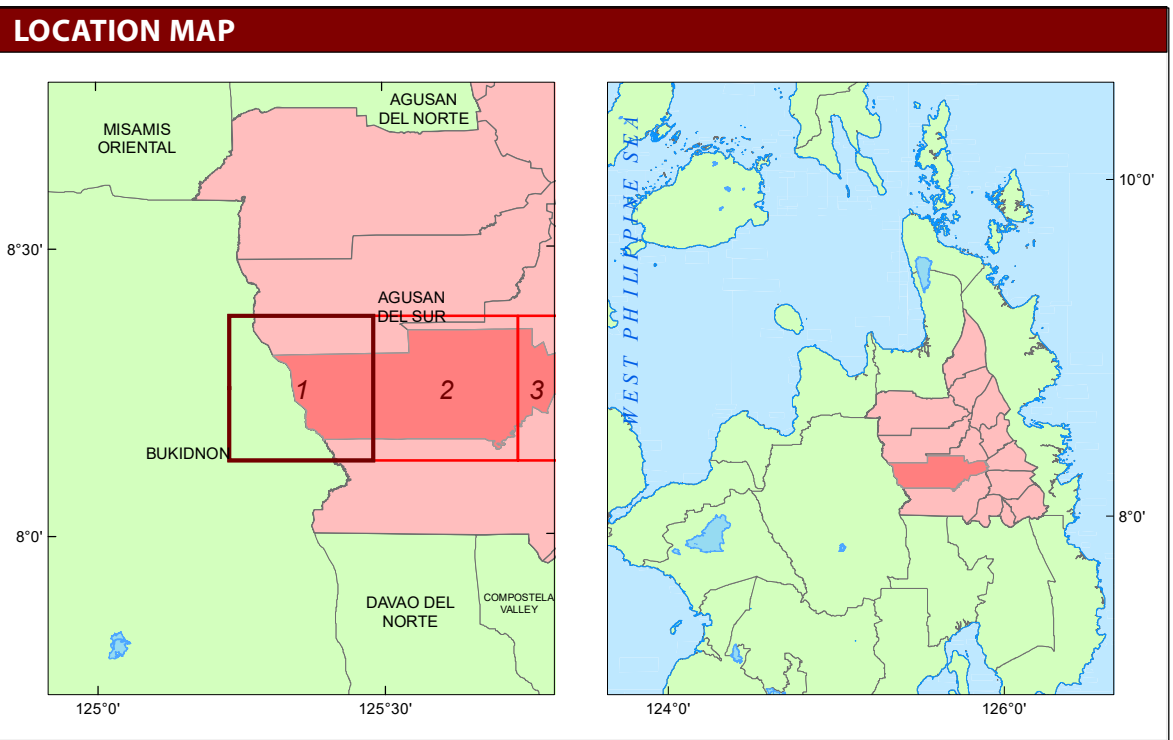 LOCATION MAP
AGUSAN
DEL NORTE
MISAMIS
ORIENTAL
8°30'
AGUSAN
DEL SUR
1
2
3
BUKIDNON
8°0'
DAVAO DEL
NORTE
COMPOSTELA
VALLEY
125°0'
125°30'
WEST PHILIPPINE SEA
10°0'
8°0'
124°0'
126°0'